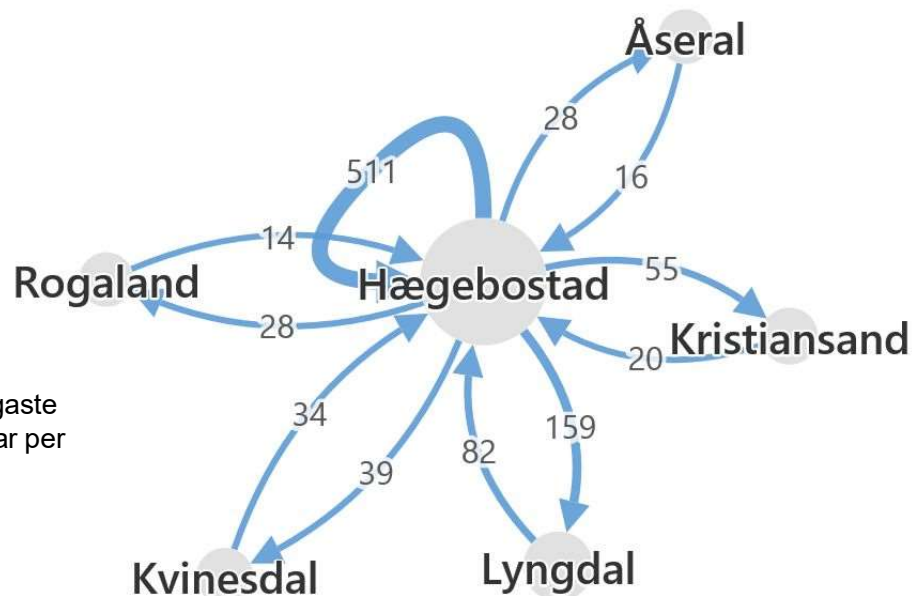 Åseral
28
511
16
14
Hægebostad
55
Rogaland
28
20
Kristiansand
34
159
82
39
Kvinesdal
Lyngdal